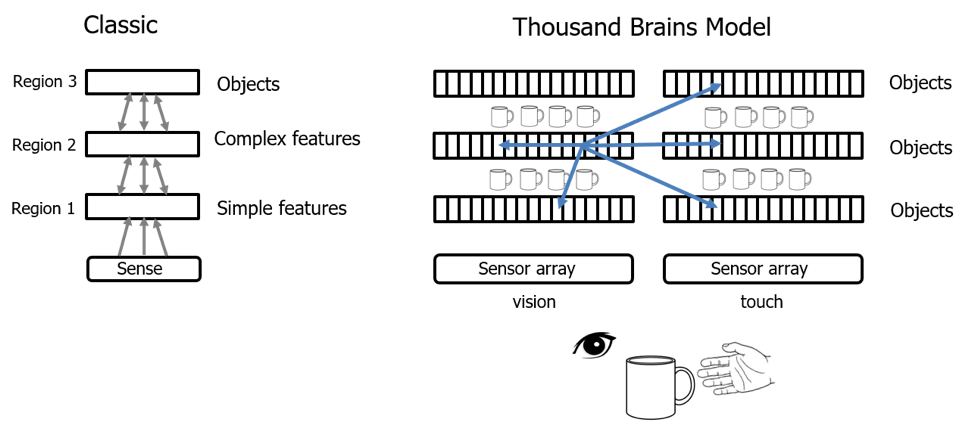 Classic
Thousand Brains Model
Region 3
Objects
Region 2
Complex features
Region 1
Simple features
Sense
Objects
Objects
Objects
Sensor array
Sensor array
vision
touch